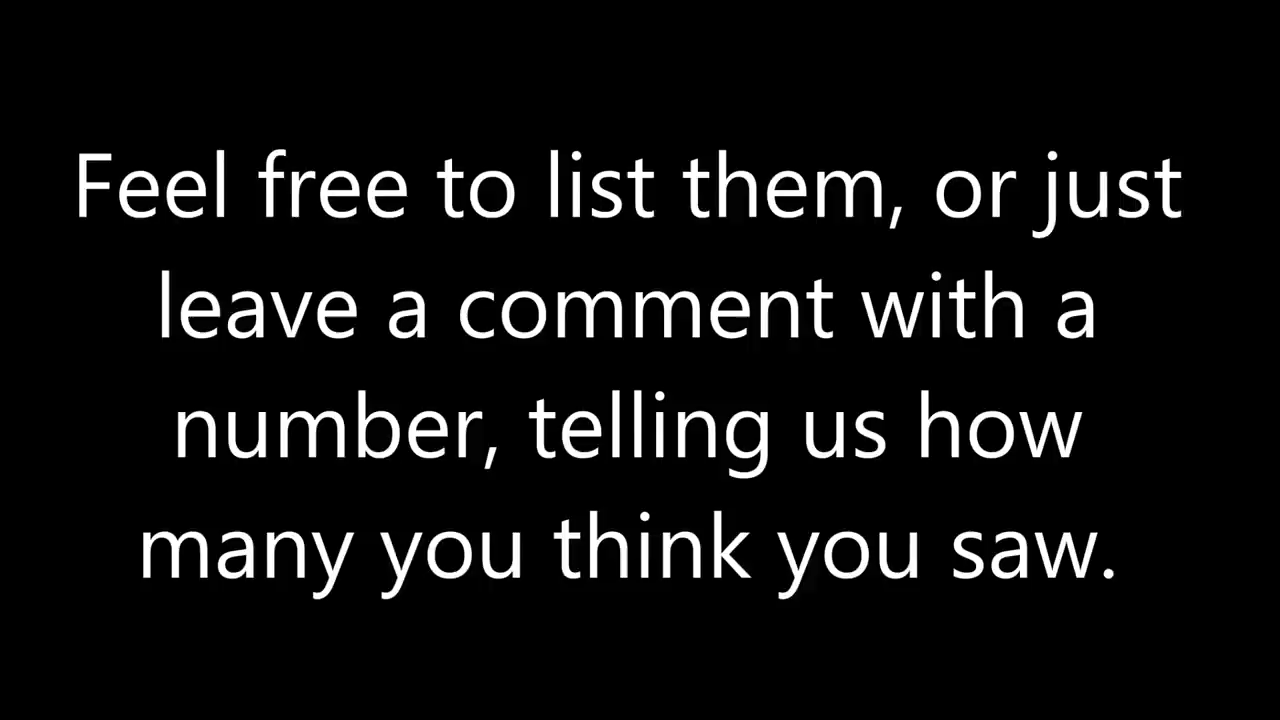 Feel free to list them, or just
leave a comment with a
number, telling us how
many you think you saw.